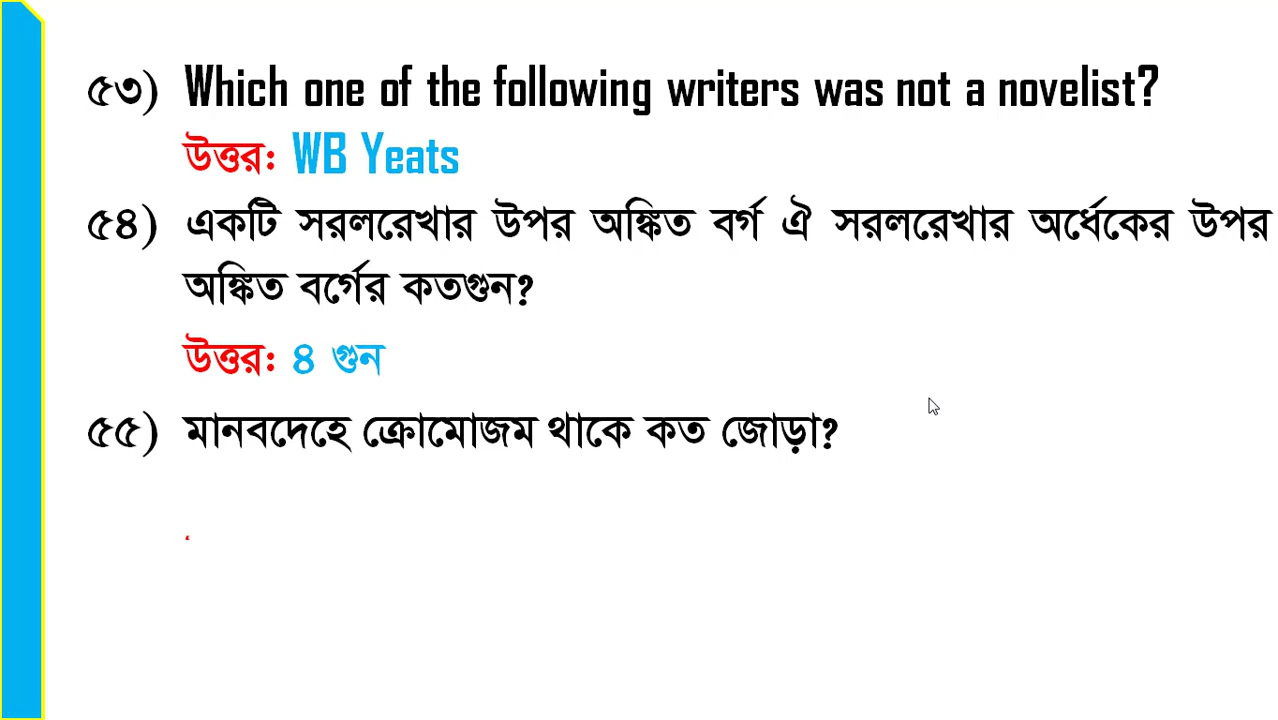 ৫৩) Which one of the following writers was not a novelist?
উত্তর: WB Yeats
৫৪) একটি সরলরেখার উপর অঙ্কিত বর্গ ঐ সরলরেখার অর্ধেকের উপর
অঙ্কিত বর্গের কতগুন?
উত্তর: ৪ গুন
৫৫) মানবদেহে ক্রোমোজম থাকে কত জোড়া?